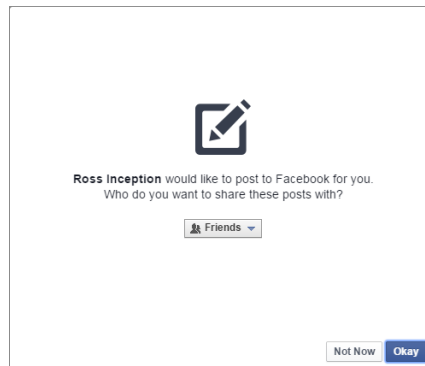 Ross Inception would like to post to Facebook for you.
Who do you want to share these posts with?
Friends
Not Now Okay